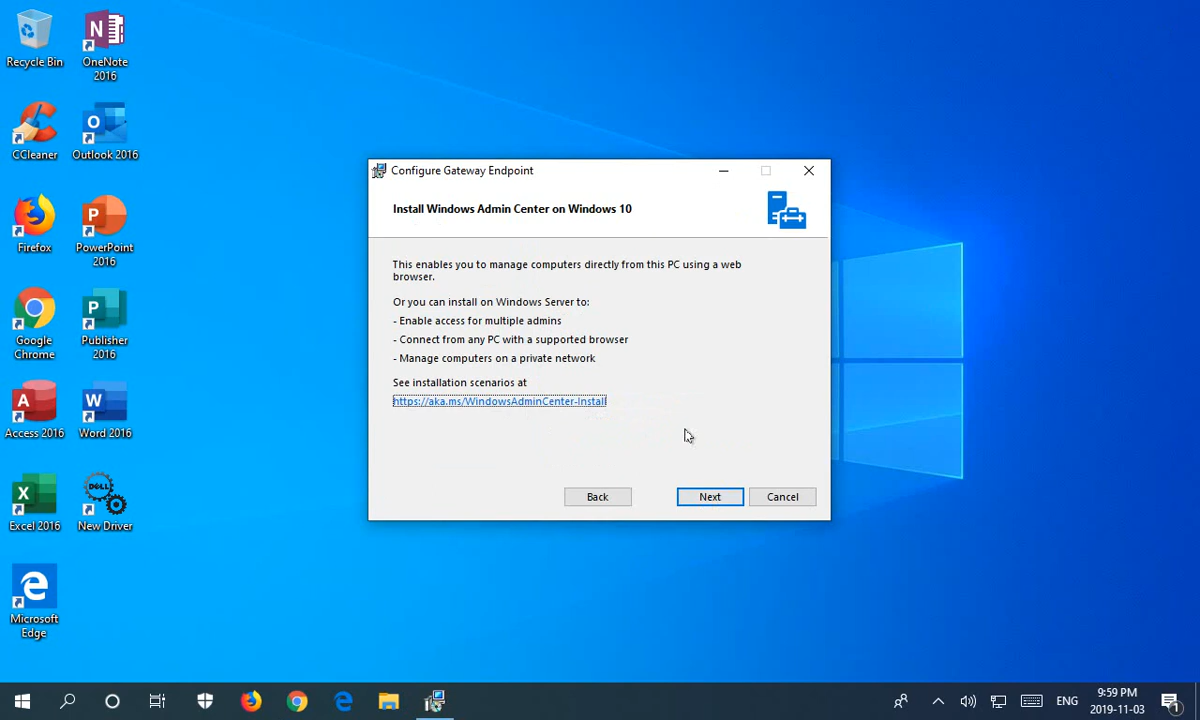 Recycle Bin
OneNote
2016
CCleaner
Outlook 2016
Firefox
PowerPoint
2016
Google
Chrome
Publisher
2016
Access 2016
Word 2016
Excel 2016
DELL
New Driver
Microsoft
Edge
Configure Gateway Endpoint
Install Windows Admin Center on Windows 10
This enables you to manage computers directly from this PC using a web
browser.
Or you can install on Windows Server to:
- Enable access for multiple admins
- Connect from any PC with a supported browser
- Manage computers on a private network
See installation scenarios at
https://aka.ms/WindowsAdminCenter-Install
Back
Next
Cancel
ENG
9:59 PM
2019-11-03
1